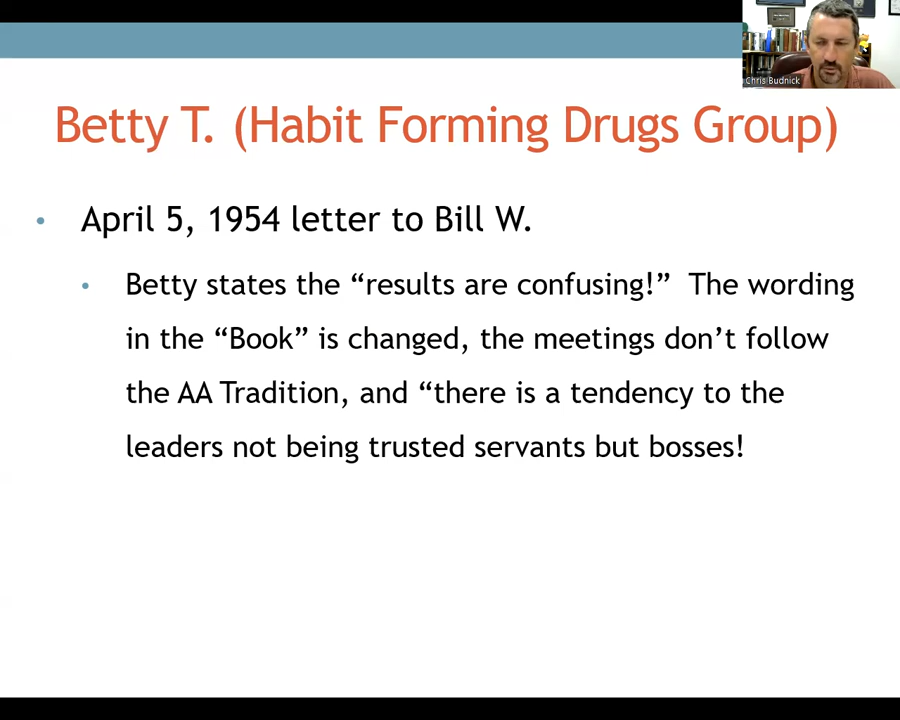 Chris Budnick
Betty T. (Habit Forming Drugs Group)
• April 5, 1954 letter to Bill W.
• Betty states the “results are confusing!” The wording
in the “Book” is changed, the meetings don’t follow
the AA Tradition, and “there is a tendency to the
leaders not being trusted servants but bosses!